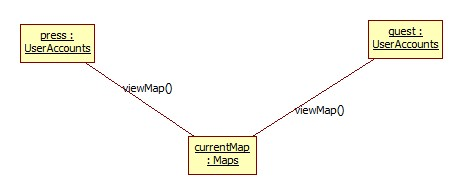 press :
UserAccounts
guest :
UserAccounts
viewMap()
viewMap()
currentMap
: Maps